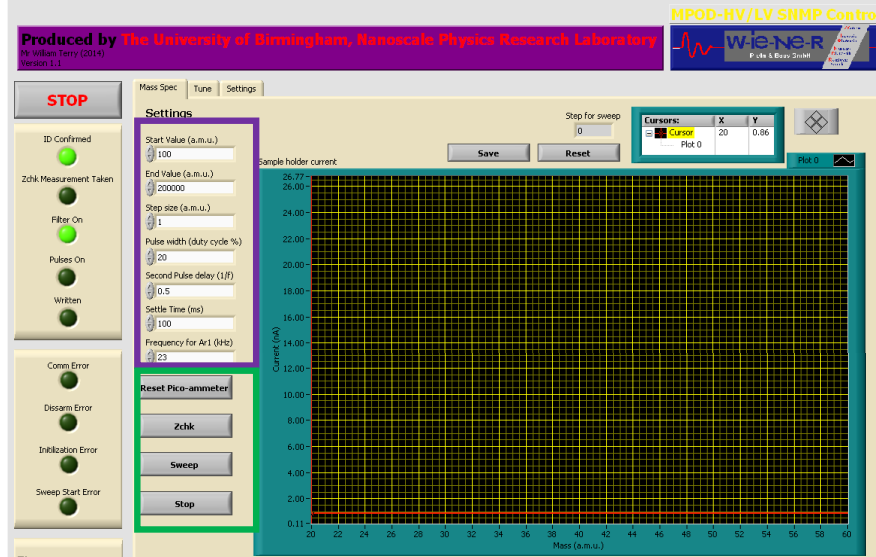 MPOD-HV/LV SNMP Contro
Produced by The University of Birmingham, Nanoscale Physics Research Laboratory
Mr William Terry (2014)
Version 1.1
W-IE-NE-R
Plein & Baus GmbH
STOP
Mass Spec Tune Settings
Settings
Step for sweep
0
Cursors: X Y
Cursor 20 0.86
Plot 0
Save Reset
Plot 0
ID Confirmed
Zchk Measurement Taken
Filter On
Pulses On
Written
Comm Error
Dissarm Error
Initilization Error
Sweep Start Error
Start Value (a.m.u.)
100
End Value (a.m.u.)
200000
Step size (a.m.u.)
1
Pulse width (duty cycle %)
20
Second Pulse delay (1/f)
0.5
Settle Time (ms)
100
Frequency for Ar1 (kHz)
23
Reset Pico-ammeter
Zchk
Sweep
Stop
Sample holder current
Current (nA)
26.77
26.00
24.00
22.00
20.00
18.00
16.00
14.00
12.00
10.00
8.00
6.00
4.00
2.00
0.11
20 22 24 26 28 30 32 34 36 38 40 42 44 46 48 50 52 54 56 58 60
Mass (a.m.u.)